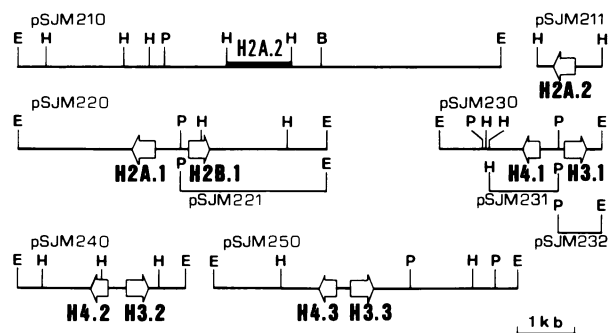 pSJM210
pSJM211
E H H H P H H2A.2 H B E
H H
H2A.2
pSJM220
pSJM230
E P H H E
E P H H P E
H2A.1 H2B.1
H4.1 H3.1
P E
pSJM221
H P
pSJM231
P E
pSJM232
pSJM240
pSJM250
E H H H E
E H P H P E
H4.2 H3.2
H4.3 H3.3
1kb